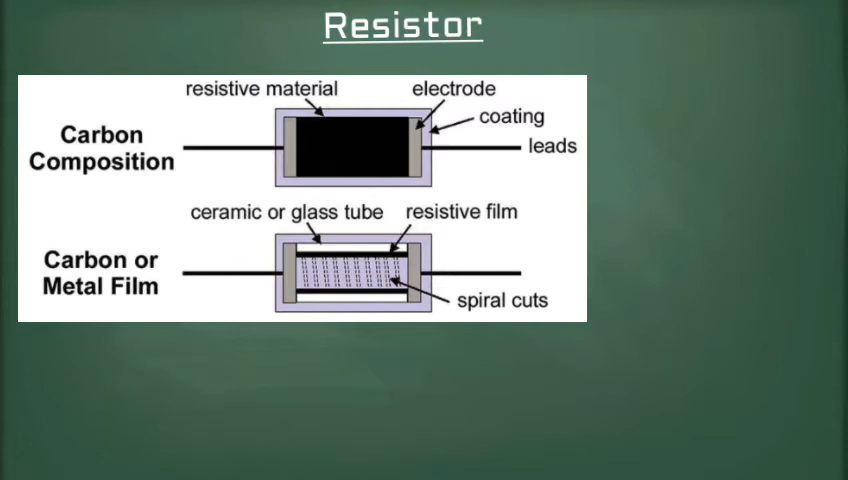 Resistor
resistive material
electrode
coating
Carbon
Composition
leads
ceramic or glass tube
resistive film
Carbon or
Metal Film
spiral cuts